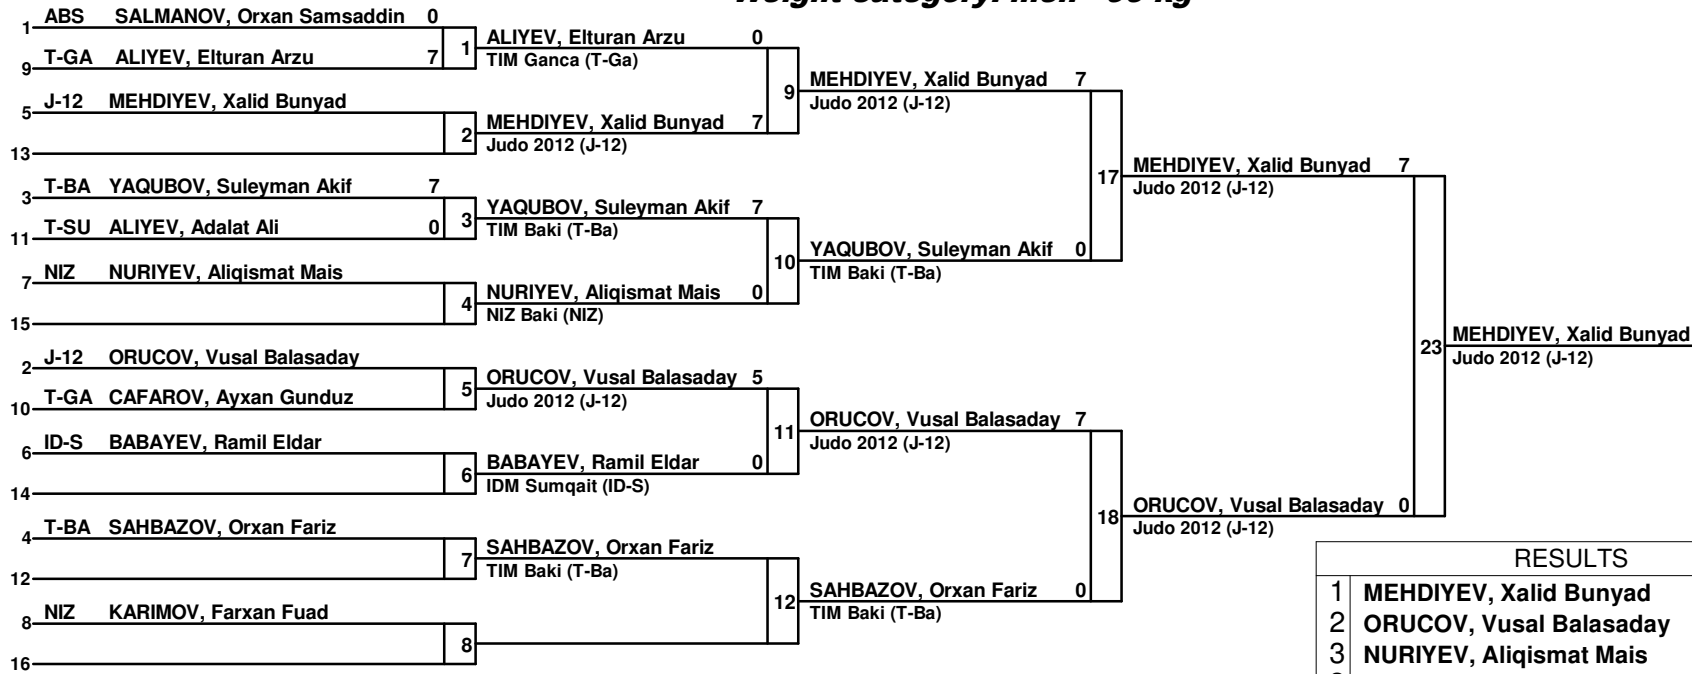 ABS SALMANOV, Orxan Samsaddin 0
1
T-GA ALIYEV, Elturan Arzu 7
9
1
ALIYEV, Elturan Arzu 0
TIM Ganca (T-Ga)
J-12 MEHDIYEV, Xalid Bunyad
5
13
2
MEHDIYEV, Xalid Bunyad 7
Judo 2012 (J-12)
9
MEHDIYEV, Xalid Bunyad 7
Judo 2012 (J-12)
T-BA YAQUBOV, Suleyman Akif 7
3
T-SU ALIYEV, Adalat Ali 0
11
3
YAQUBOV, Suleyman Akif 7
TIM Baki (T-Ba)
NIZ NURIYEV, Aliqismat Mais
7
15
4
NURIYEV, Aliqismat Mais 0
NIZ Baki (NIZ)
10
YAQUBOV, Suleyman Akif 0
TIM Baki (T-Ba)
17
MEHDIYEV, Xalid Bunyad 7
Judo 2012 (J-12)
J-12 ORUCOV, Vusal Balasaday
2
T-GA CAFAROV, Ayxan Gunduz
10
5
ORUCOV, Vusal Balasaday 5
Judo 2012 (J-12)
ID-S BABAYEV, Ramil Eldar
6
14
6
BABAYEV, Ramil Eldar 0
IDM Sumqait (ID-S)
11
ORUCOV, Vusal Balasaday 7
Judo 2012 (J-12)
T-BA SAHBAZOV, Orxan Fariz
4
12
7
SAHBAZOV, Orxan Fariz
TIM Baki (T-Ba)
NIZ KARIMOV, Farxan Fuad
8
16
8
12
SAHBAZOV, Orxan Fariz 0
TIM Baki (T-Ba)
18
ORUCOV, Vusal Balasaday 0
Judo 2012 (J-12)
23
MEHDIYEV, Xalid Bunyad
Judo 2012 (J-12)
RESULTS
1 MEHDIYEV, Xalid Bunyad
2 ORUCOV, Vusal Balasaday
3 NURIYEV, Aliqismat Mais